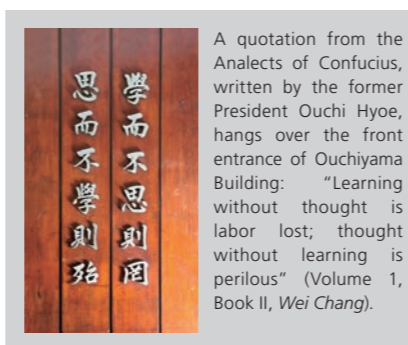 學而不思則罔
思而不學則殆
A quotation from the
Analects of Confucius,
written by the former
President Ouchi Hyoe,
hangs over the front
entrance of Ouchiyama
Building: “Learning
without thought is
labor lost; thought
without learning is
perilous” (Volume 1,
Book II, Wei Chang).